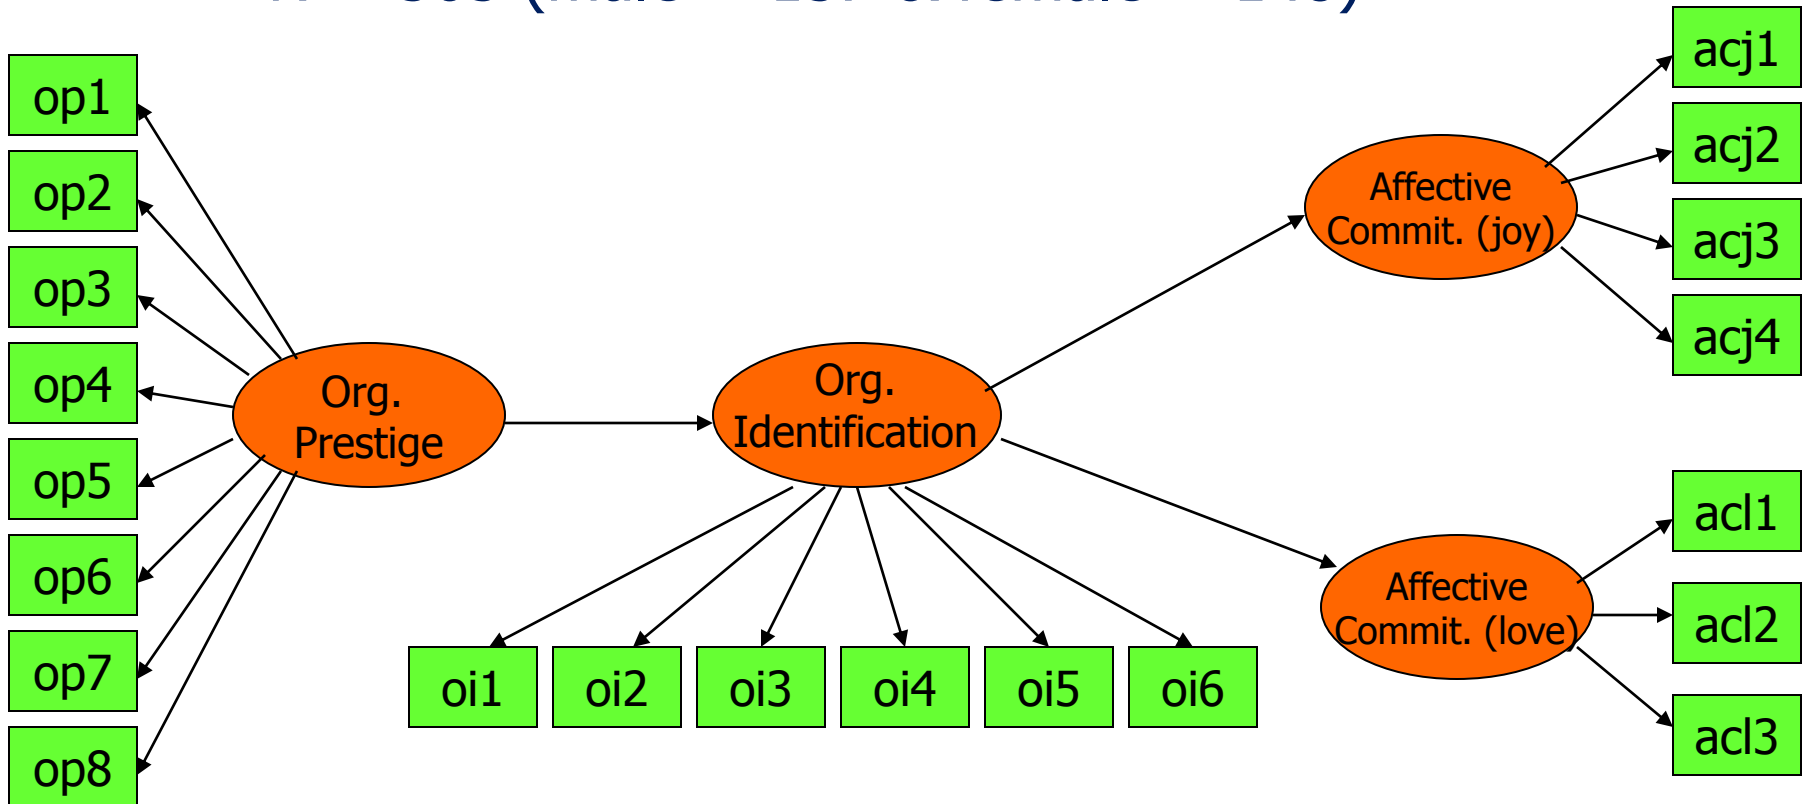 op1
op2
op3
op4
op5
op6
op7
op8
Org.
Prestige
Org.
Identification
oi1
oi2
oi3
oi4
oi5
oi6
Affective
Commit. (joy)
acj1
acj2
acj3
acj4
Affective
Commit. (love)
acl1
acl2
acl3